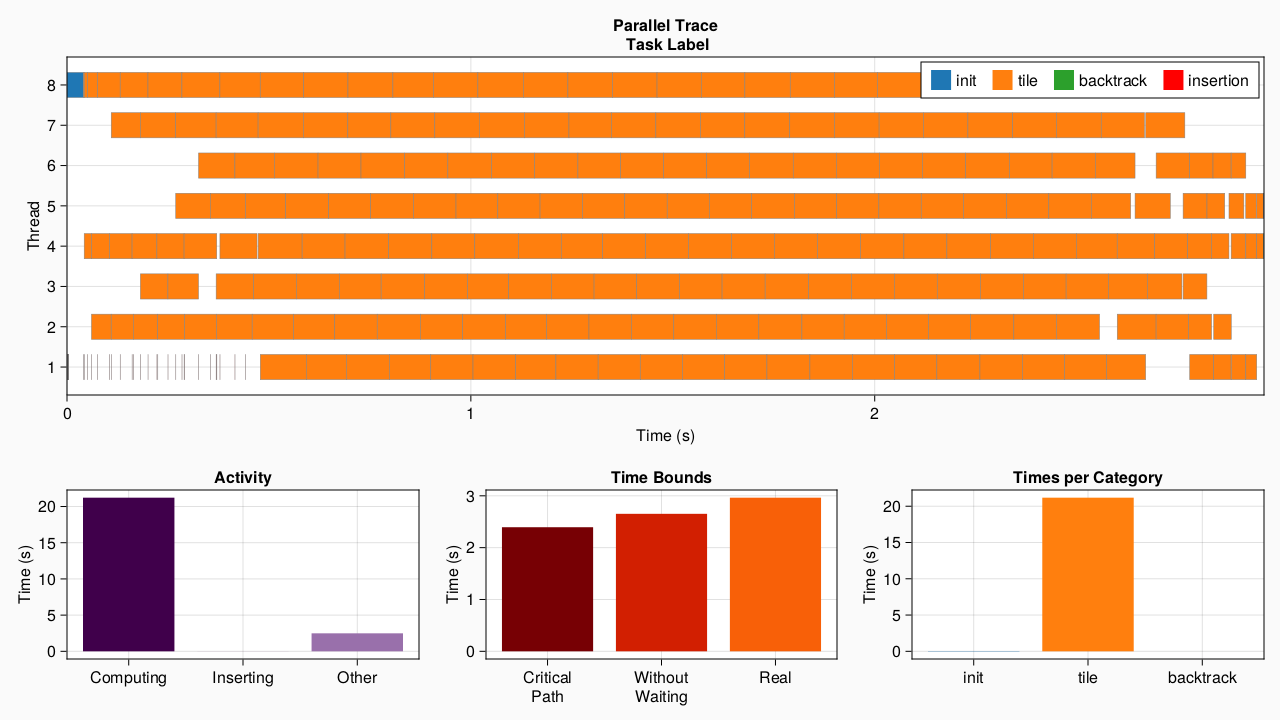 Parallel Trace
Task Label
init tile backtrack insertion
8
7
6
5
4
3
2
1
Thread
0 1 2
Time (s)
Activity
20
15
10
5
0
Time (s)
Computing Inserting Other
Time Bounds
3
2
1
0
Time (s)
Critical Path Without Waiting Real
Times per Category
20
15
10
5
0
Time (s)
init tile backtrack